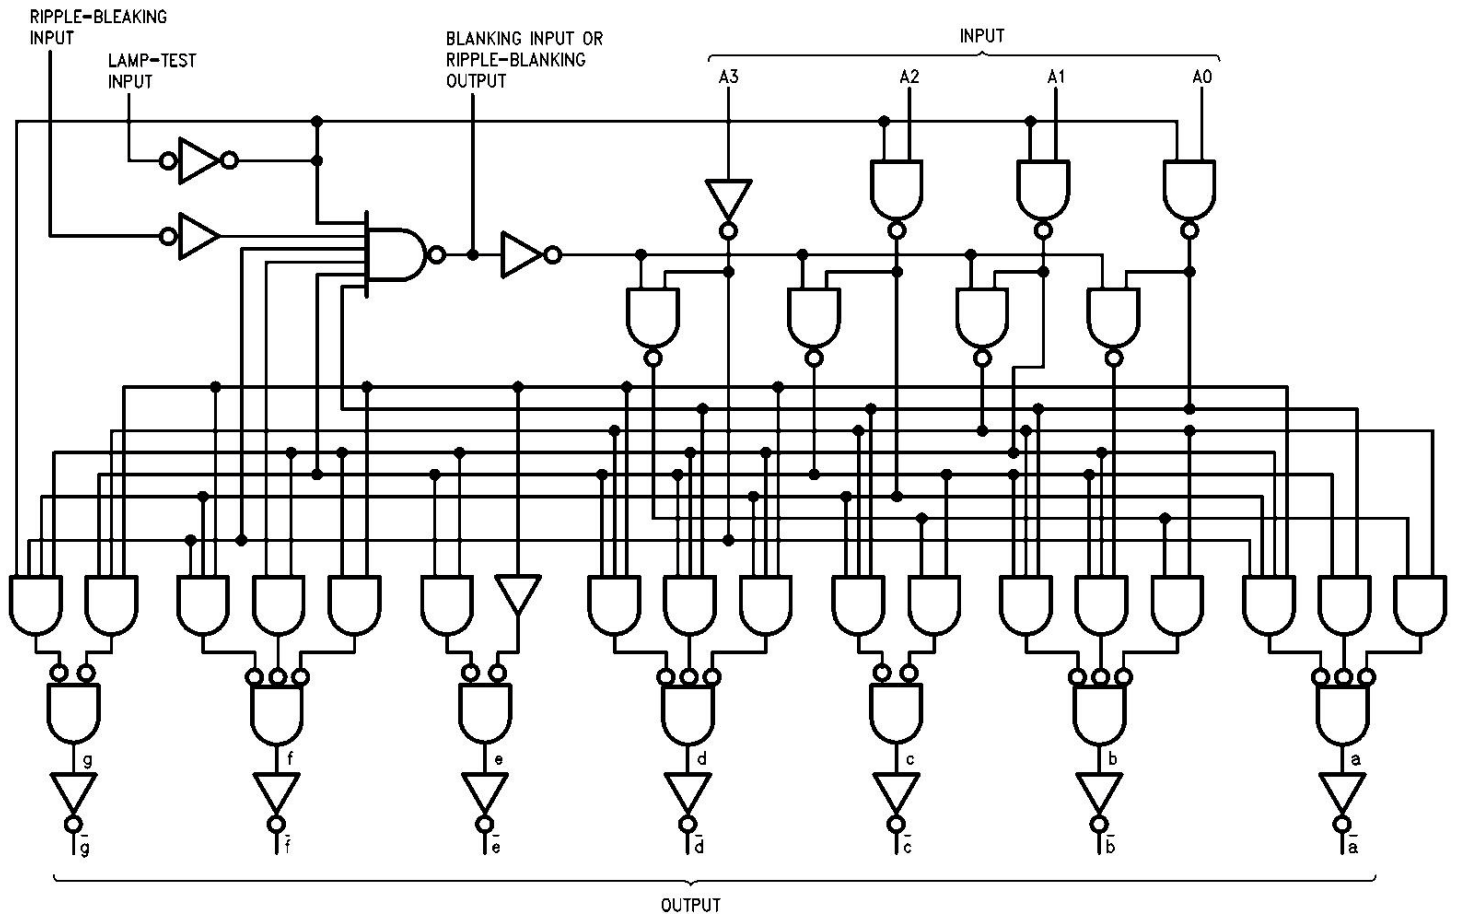 RIPPLE-BLEAKING
INPUT
LAMP-TEST
INPUT
BLANKING INPUT OR
RIPPLE-BLANKING
OUTPUT
INPUT
A3 A2 A1 A0
g f e d c b a
g̅ f̅ e̅ d̅ c̅ b̅ a̅
OUTPUT